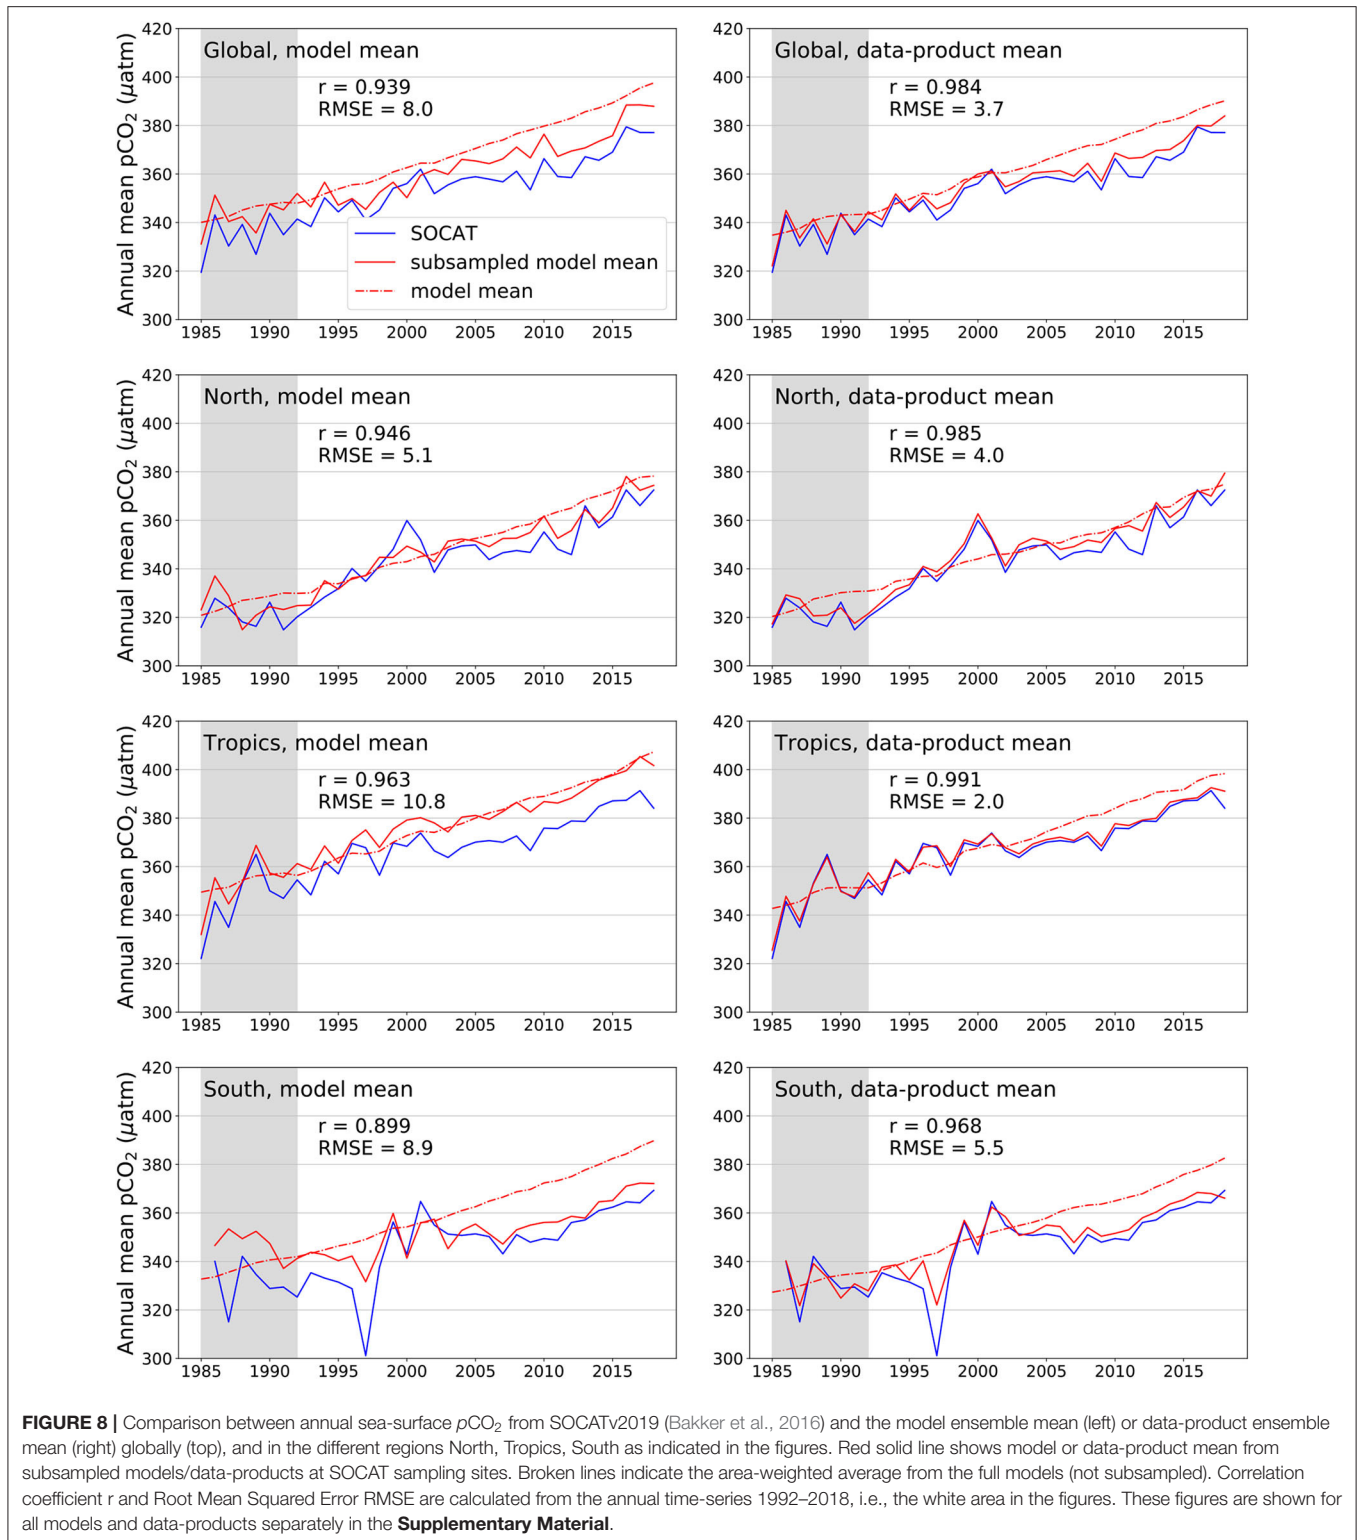 Global, model mean
r = 0.939
RMSE = 8.0
Annual mean pCO₂ (µatm)
420
400
380
360
340
320
300
SOCAT
subsampled model mean
model mean
1985 1990 1995 2000 2005 2010 2015
Global, data-product mean
r = 0.984
RMSE = 3.7
420
400
380
360
340
320
300
1985 1990 1995 2000 2005 2010 2015
North, model mean
r = 0.946
RMSE = 5.1
Annual mean pCO₂ (µatm)
420
400
380
360
340
320
300
1985 1990 1995 2000 2005 2010 2015
North, data-product mean
r = 0.985
RMSE = 4.0
420
400
380
360
340
320
300
1985 1990 1995 2000 2005 2010 2015
Tropics, model mean
r = 0.963
RMSE = 10.8
Annual mean pCO₂ (µatm)
420
400
380
360
340
320
300
1985 1990 1995 2000 2005 2010 2015
Tropics, data-product mean
r = 0.991
RMSE = 2.0
420
400
380
360
340
320
300
1985 1990 1995 2000 2005 2010 2015
South, model mean
r = 0.899
RMSE = 8.9
Annual mean pCO₂ (µatm)
420
400
380
360
340
320
300
1985 1990 1995 2000 2005 2010 2015
South, data-product mean
r = 0.968
RMSE = 5.5
420
400
380
360
340
320
300
1985 1990 1995 2000 2005 2010 2015
FIGURE 8 | Comparison between annual sea-surface pCO₂ from SOCATv2019 (Bakker et al., 2016) and the model ensemble mean (left) or data-product ensemble
mean (right) globally (top), and in the different regions North, Tropics, South as indicated in the figures. Red solid line shows model or data-product mean from
subsampled models/data-products at SOCAT sampling sites. Broken lines indicate the area-weighted average from the full models (not subsampled). Correlation
coefficient r and Root Mean Squared Error RMSE are calculated from the annual time-series 1992–2018, i.e., the white area in the figures. These figures are shown for
all models and data-products separately in the Supplementary Material.